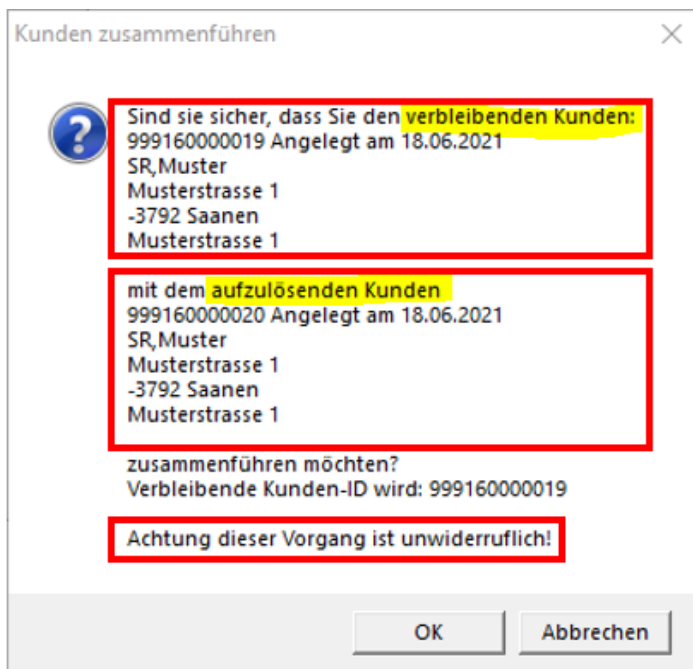 Kunden zusammenführen
Sind sie sicher, dass Sie den verbleibenden Kunden:
999160000019 Angelegt am 18.06.2021
SR,Muster
Musterstrasse 1
-3792 Saanen
Musterstrasse 1
mit dem aufzulösenden Kunden
999160000020 Angelegt am 18.06.2021
SR,Muster
Musterstrasse 1
-3792 Saanen
Musterstrasse 1
zusammenführen möchten?
Verbleibende Kunden-ID wird: 999160000019
Achtung dieser Vorgang ist unwiderruflich!
OK Abbrechen